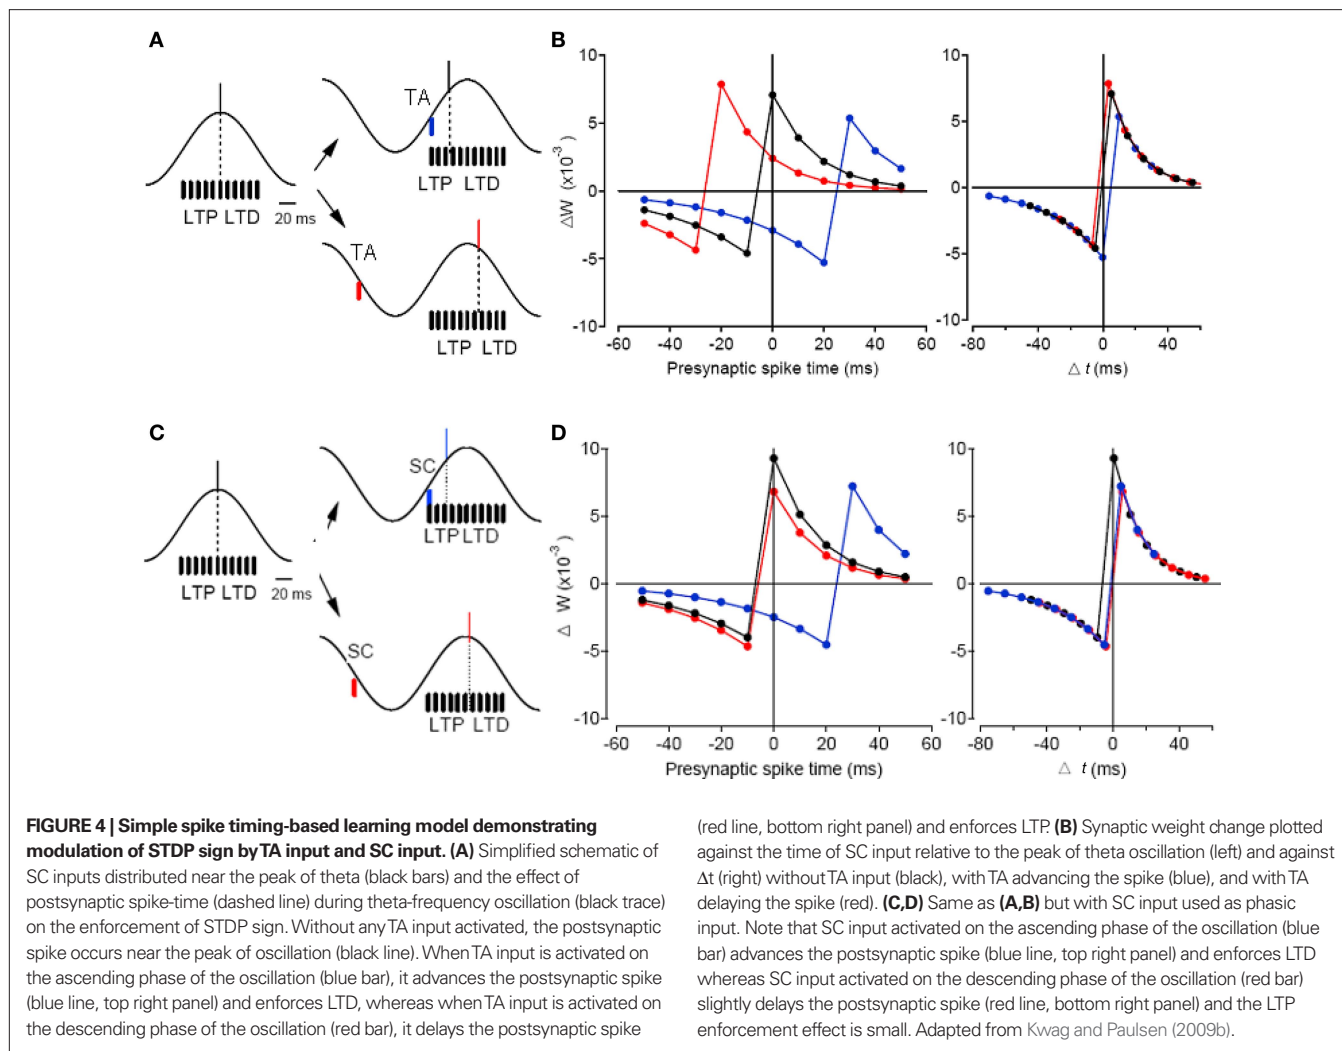 A
TA
LTP LTD
LTP LTD
20 ms
TA
LTP LTD
B
10
5
0
-5
-10
ΔW (x10⁻³)
-60 -40 -20 0 20 40 60
Presynaptic spike time (ms)
10
5
0
-5
-10
-80 -40 0 40
△ t (ms)
C
SC
LTP LTD
LTP LTD
20 ms
SC
LTP LTD
D
10
5
0
-5
-10
△ W (x10⁻³)
-60 -40 -20 0 20 40 60
Presynaptic spike time (ms)
10
5
0
-5
-10
-80 -40 0 40
△ t (ms)
FIGURE 4 | Simple spike timing-based learning model demonstrating
modulation of STDP sign by TA input and SC input. (A) Simplified schematic of
SC inputs distributed near the peak of theta (black bars) and the effect of
postsynaptic spike-time (dashed line) during theta-frequency oscillation (black trace)
on the enforcement of STDP sign. Without any TA input activated, the postsynaptic
spike occurs near the peak of oscillation (black line). When TA input is activated on
the ascending phase of the oscillation (blue bar), it advances the postsynaptic spike
(blue line, top right panel) and enforces LTD, whereas when TA input is activated on
the descending phase of the oscillation (red bar), it delays the postsynaptic spike
(red line, bottom right panel) and enforces LTP. (B) Synaptic weight change plotted
against the time of SC input relative to the peak of theta oscillation (left) and against
Δt (right) without TA input (black), with TA advancing the spike (blue), and with TA
delaying the spike (red). (C,D) Same as (A,B) but with SC input used as phasic
input. Note that SC input activated on the ascending phase of the oscillation (blue
bar) advances the postsynaptic spike (blue line, top right panel) and enforces LTD
whereas SC input activated on the descending phase of the oscillation (red bar)
slightly delays the postsynaptic spike (red line, bottom right panel) and the LTP
enforcement effect is small. Adapted from Kwag and Paulsen (2009b).